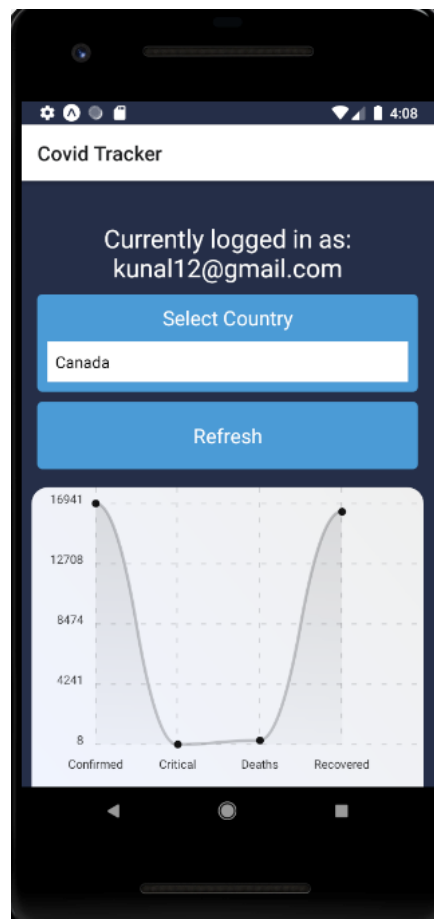 4:08
Covid Tracker
Currently logged in as:
kunal12@gmail.com
Select Country
Canada
Refresh
16941
12708
8474
4241
8
Confirmed Critical Deaths Recovered